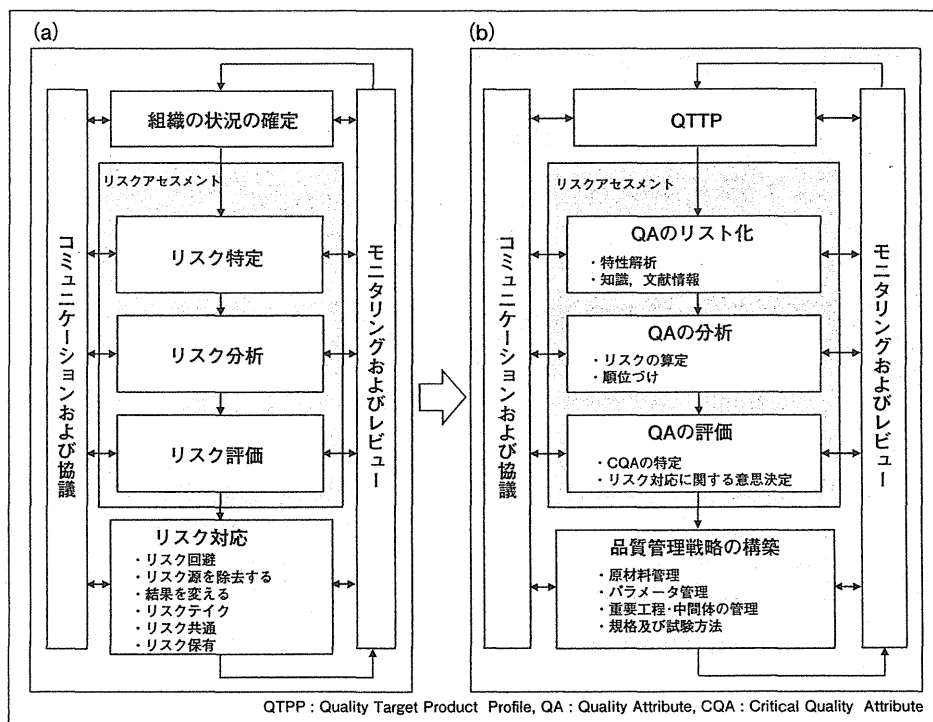 (a)
組織の状況の確定
リスクアセスメント
リスク特定
リスク分析
リスク評価
リスク対応
・リスク回避
・リスク源を除去する
・結果を変える
・リスクテイク
・リスク共通
・リスク保有
コミュニケーションおよび協議
モニタリングおよびレビュー
(b)
QTTP
リスクアセスメント
QAのリスト化
・特性解析
・知識，文献情報
QAの分析
・リスクの算定
・順位づけ
QAの評価
・CQAの特定
・リスク対応に関する意思決定
品質管理戦略の構築
・原材料管理
・パラメータ管理
・重要工程・中間体の管理
・規格及び試験方法
コミュニケーションおよび協議
モニタリングおよびレビュー
QTPP : Quality Target Product Profile, QA : Quality Attribute, CQA : Critical Quality Attribute